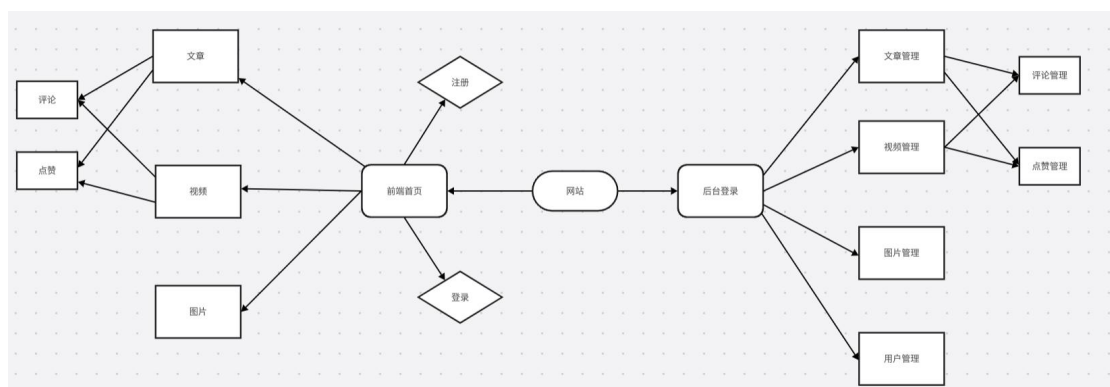 文章
文章管理
评论管理
注册
评论
视频管理
点赞管理
点赞
视频
前端首页
网站
后台登录
图片管理
登录
图片
用户管理